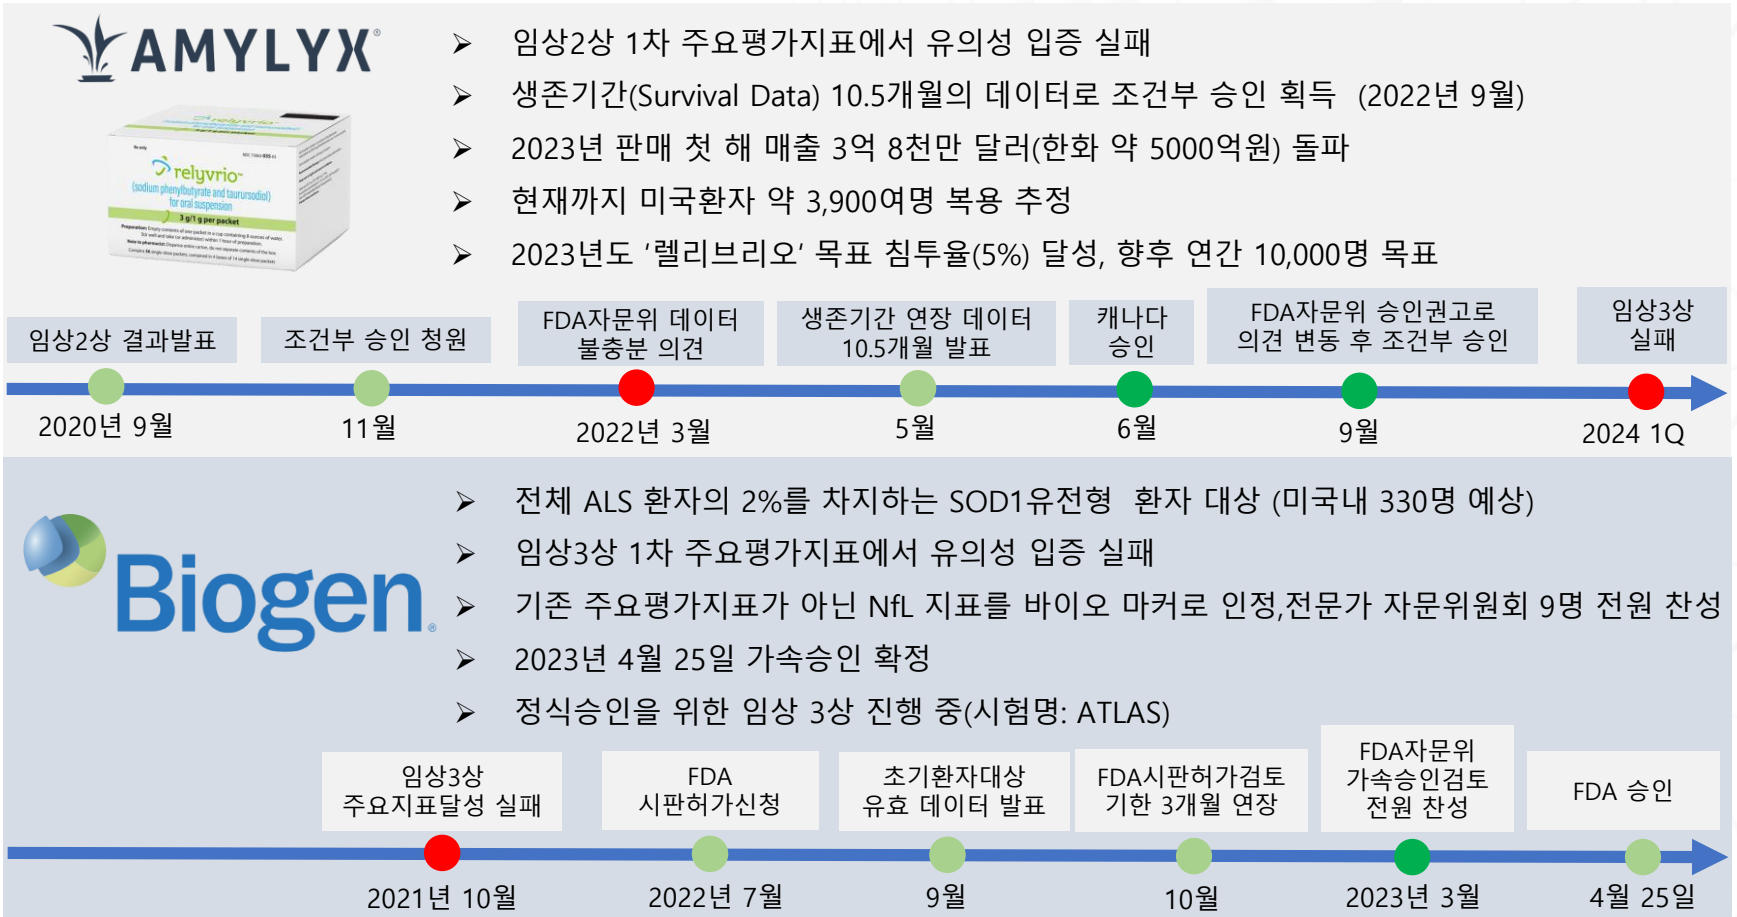 AMYLYX®
➢ 임상2상 1차 주요평가지표에서 유의성 입증 실패
➢ 생존기간(Survival Data) 10.5개월의 데이터로 조건부 승인 획득 (2022년 9월)
➢ 2023년 판매 첫 해 매출 3억 8천만 달러(한화 약 5000억원) 돌파
➢ 현재까지 미국환자 약 3,900여명 복용 추정
➢ 2023년도 ‘렐리브리오’ 목표 침투율(5%) 달성, 향후 연간 10,000명 목표
relyvrio™
(sodium phenylbutyrate and taurursodiol)
for oral suspension
3 g/1 g per packet
임상2상 결과발표
조건부 승인 청원
FDA자문위 데이터
불충분 의견
생존기간 연장 데이터
10.5개월 발표
캐나다
승인
FDA자문위 승인권고로
의견 변동 후 조건부 승인
임상3상
실패
2020년 9월
11월
2022년 3월
5월
6월
9월
2024 1Q
Biogen®
➢ 전체 ALS 환자의 2%를 차지하는 SOD1유전형 환자 대상 (미국내 330명 예상)
➢ 임상3상 1차 주요평가지표에서 유의성 입증 실패
➢ 기존 주요평가지표가 아닌 NfL 지표를 바이오 마커로 인정,전문가 자문위원회 9명 전원 찬성
➢ 2023년 4월 25일 가속승인 확정
➢ 정식승인을 위한 임상 3상 진행 중(시험명: ATLAS)
임상3상
주요지표달성 실패
FDA
시판허가신청
초기환자대상
유효 데이터 발표
FDA시판허가검토
기한 3개월 연장
FDA자문위
가속승인검토
전원 찬성
FDA 승인
2021년 10월
2022년 7월
9월
10월
2023년 3월
4월 25일